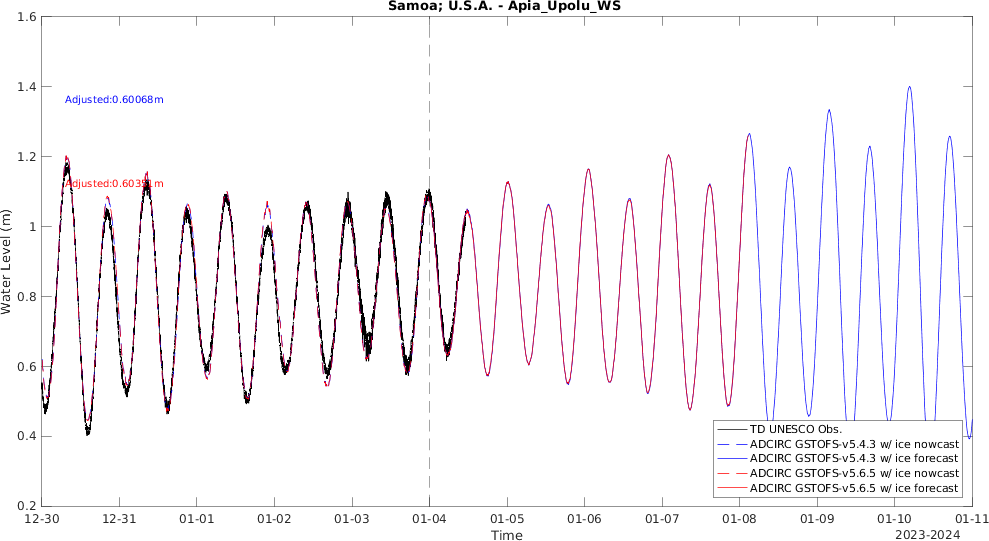 Samoa; U.S.A. - Apia_Upolu_WS
1.6
1.4
1.2
1
0.8
0.6
0.4
0.2
Water Level (m)
Adjusted:0.60068m
TD UNESCO Obs.
ADCIRC GSTOFS-v5.4.3 w/ ice nowcast
ADCIRC GSTOFS-v5.4.3 w/ ice forecast
ADCIRC GSTOFS-v5.6.5 w/ ice nowcast
ADCIRC GSTOFS-v5.6.5 w/ ice forecast
12-30 12-31 01-01 01-02 01-03 01-04 01-05 01-06 01-07 01-08 01-09 01-10 01-11
Time
2023-2024